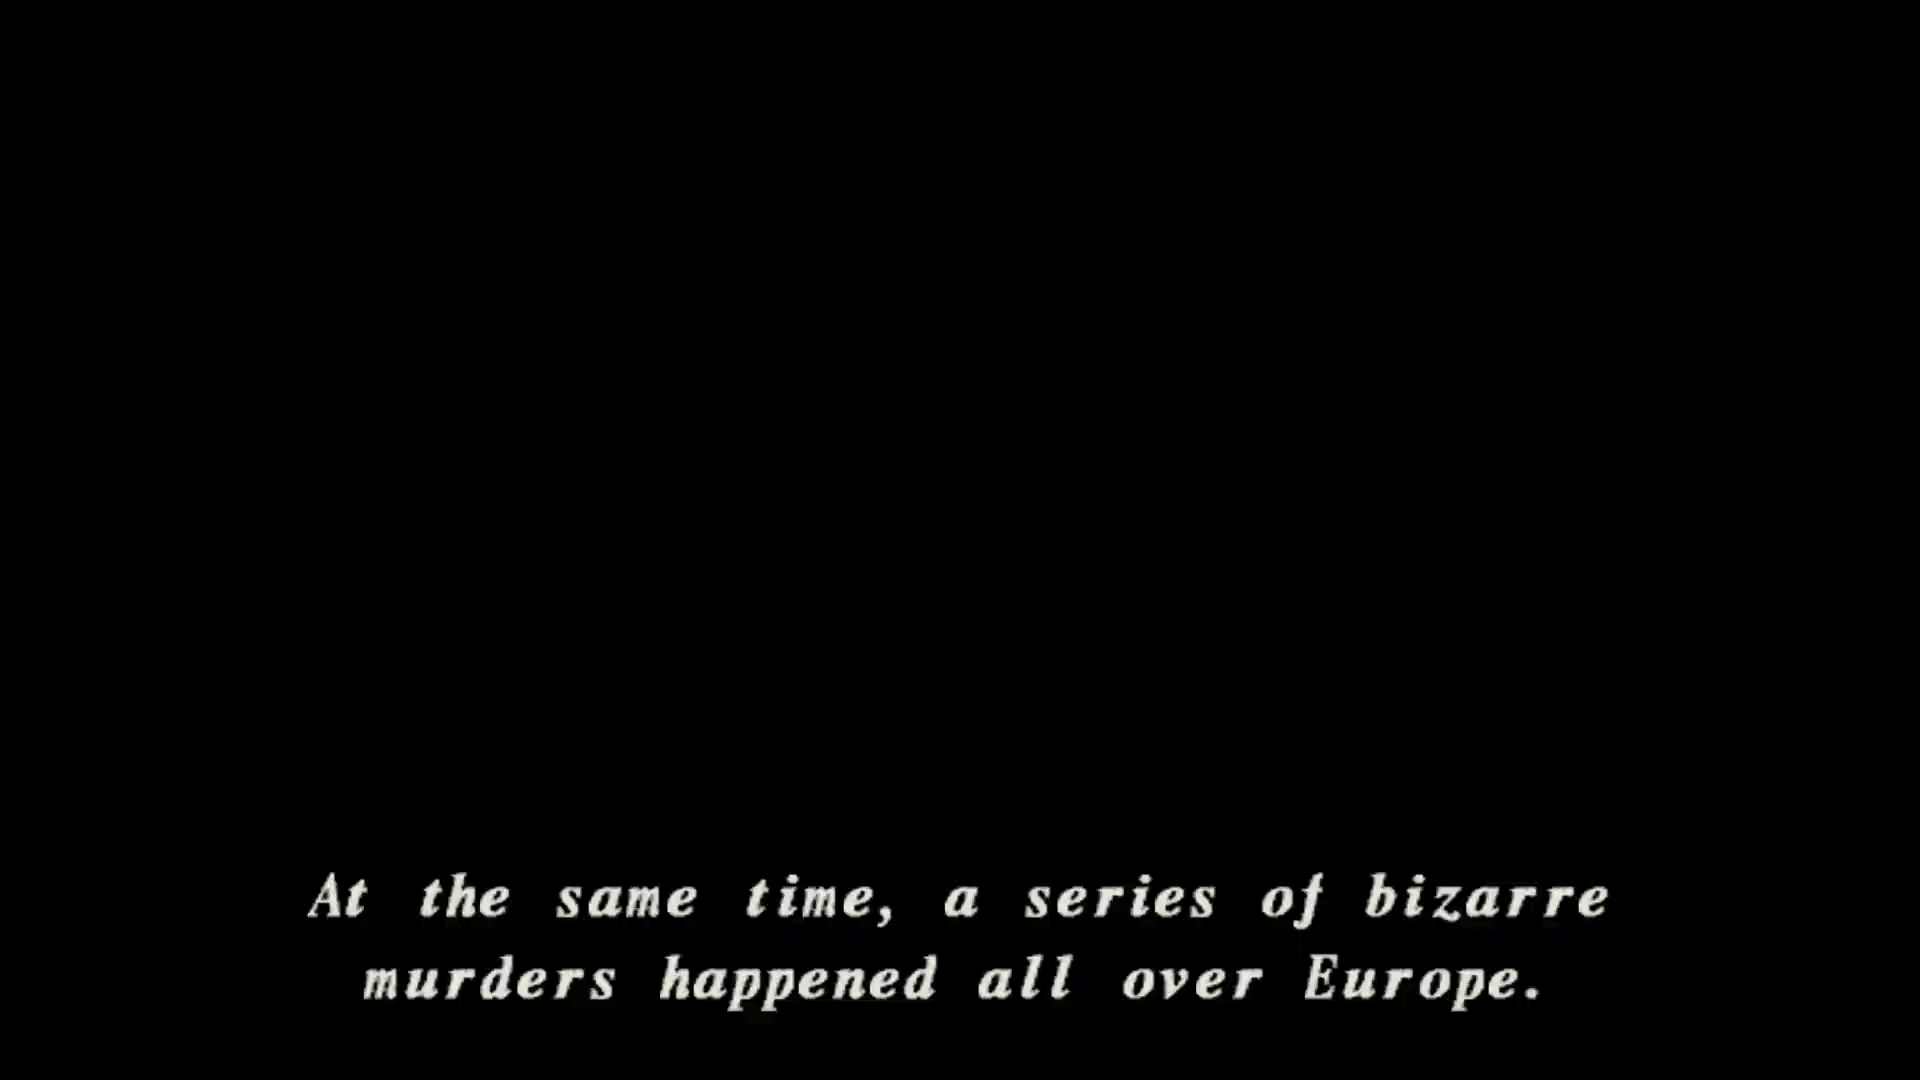 At the same time, a series of bizarre
murders happened all over Europe.